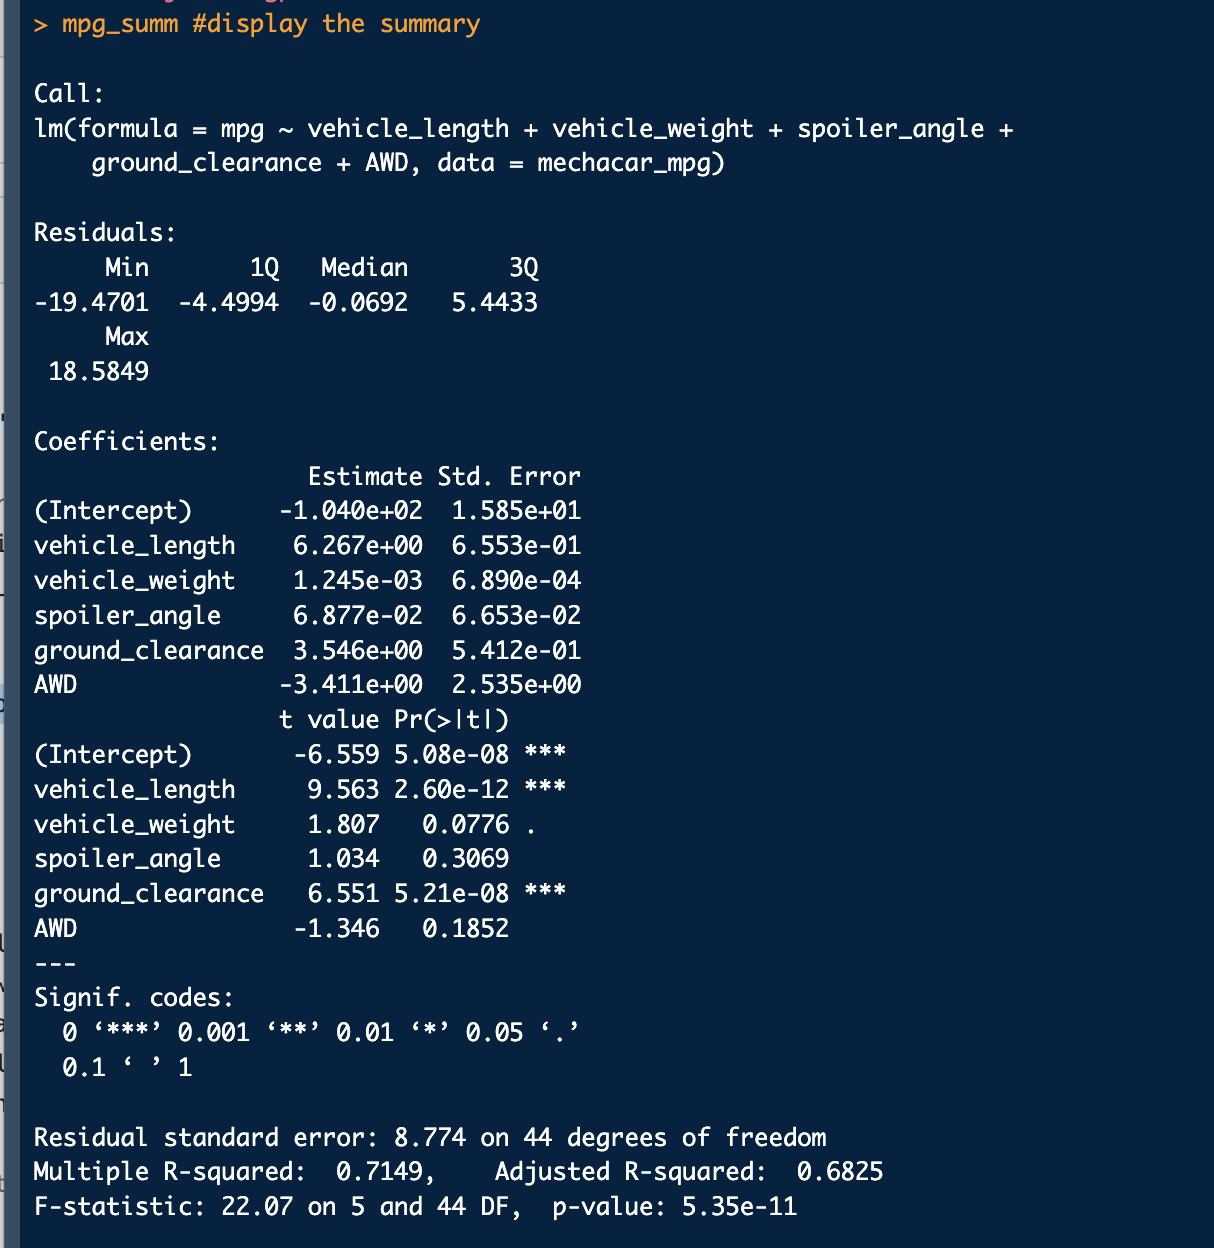 > mpg_summ #display the summary
Call:
lm(formula = mpg ~ vehicle_length + vehicle_weight + spoiler_angle +
    ground_clearance + AWD, data = mechacar_mpg)
Residuals:
     Min       1Q   Median       3Q
-19.4701  -4.4994  -0.0692   5.4433
     Max
 18.5849
Coefficients:
                   Estimate Std. Error
(Intercept)      -1.040e+02  1.585e+01
vehicle_length    6.267e+00  6.553e-01
vehicle_weight    1.245e-03  6.890e-04
spoiler_angle     6.877e-02  6.653e-02
ground_clearance  3.546e+00  5.412e-01
AWD              -3.411e+00  2.535e+00
                 t value Pr(>|t|)
(Intercept)       -6.559 5.08e-08 ***
vehicle_length     9.563 2.60e-12 ***
vehicle_weight     1.807   0.0776 .
spoiler_angle      1.034   0.3069
ground_clearance   6.551 5.21e-08 ***
AWD               -1.346   0.1852
---
Signif. codes:
  0 ‘***’ 0.001 ‘**’ 0.01 ‘*’ 0.05 ‘.’
  0.1 ‘ ’ 1
Residual standard error: 8.774 on 44 degrees of freedom
Multiple R-squared:  0.7149,    Adjusted R-squared:  0.6825
F-statistic: 22.07 on 5 and 44 DF,  p-value: 5.35e-11